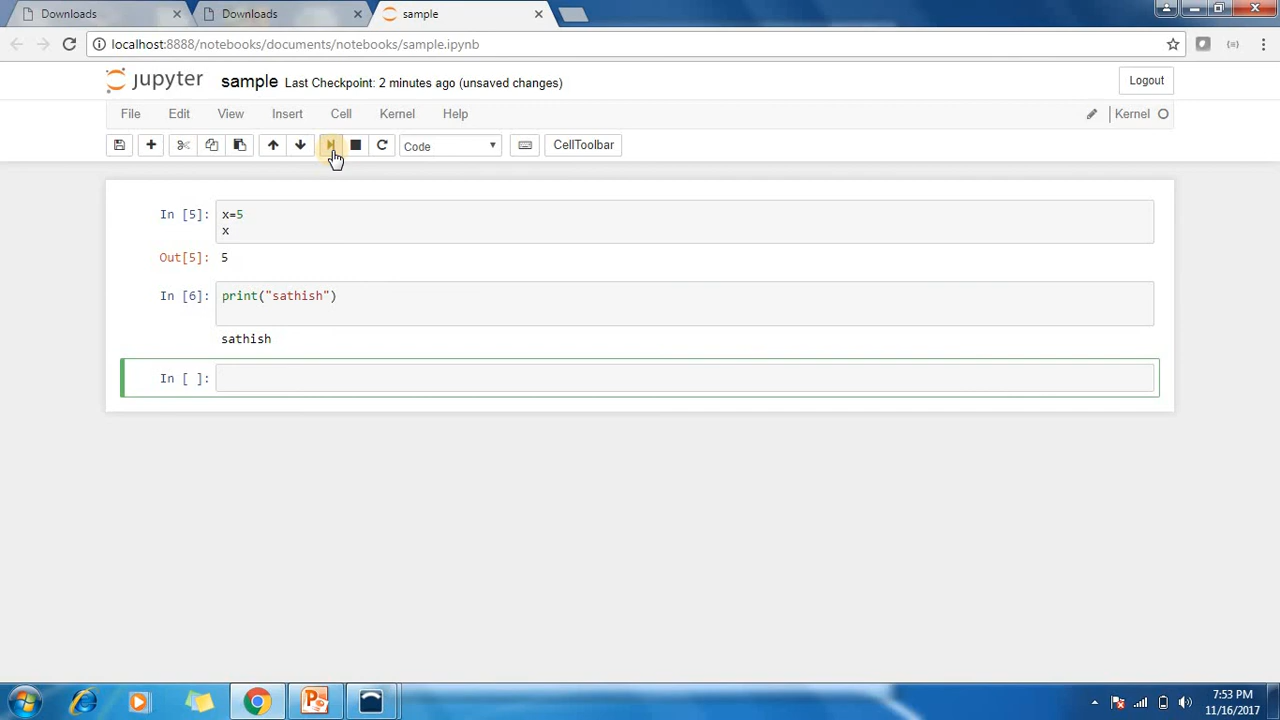 Downloads
Downloads
sample
localhost:8888/notebooks/documents/notebooks/sample.ipynb
jupyter sample Last Checkpoint: 2 minutes ago (unsaved changes)
Logout
File Edit View Insert Cell Kernel Help
Kernel
Code
CellToolbar
In [5]: x=5
x
Out[5]: 5
In [6]: print("sathish")
sathish
In [ ]:
7:53 PM
11/16/2017